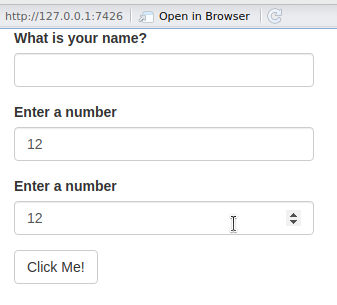 http://127.0.0.1:7426 Open in Browser
What is your name?
Enter a number
12
Enter a number
12
Click Me!